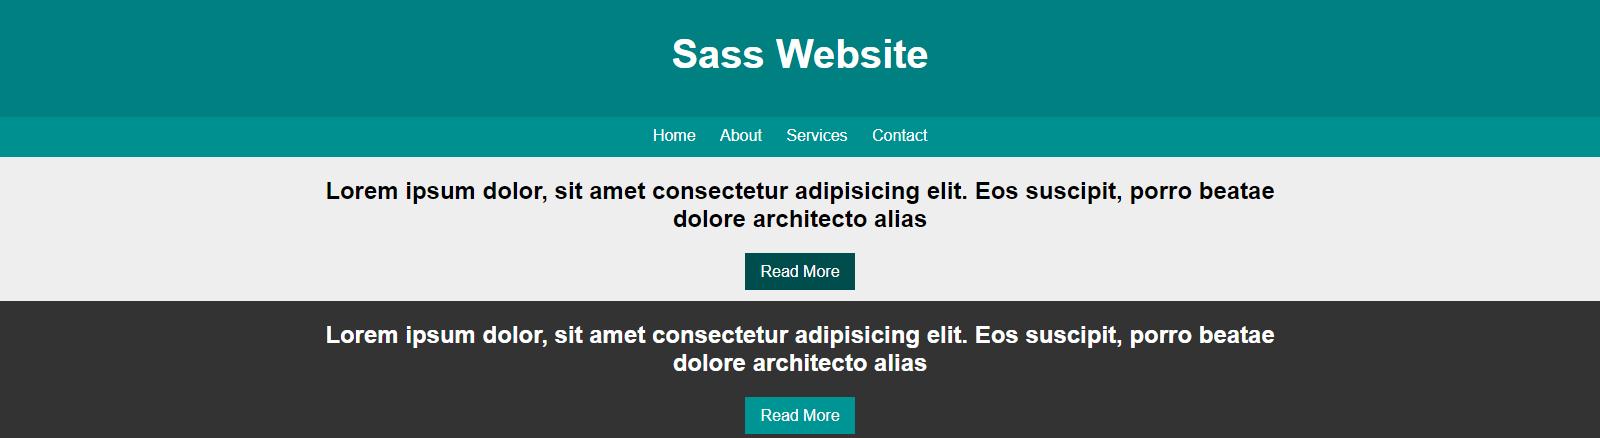 Sass Website
Home About Services Contact
Lorem ipsum dolor, sit amet consectetur adipisicing elit. Eos suscipit, porro beatae
dolore architecto alias
Read More
Lorem ipsum dolor, sit amet consectetur adipisicing elit. Eos suscipit, porro beatae
dolore architecto alias
Read More